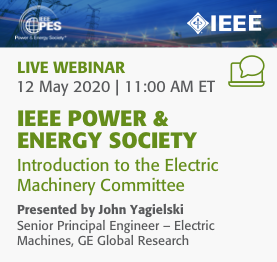 IEEE
PES
Power & Energy Society®
IEEE
LIVE WEBINAR
12 May 2020 | 11:00 AM ET
IEEE POWER &
ENERGY SOCIETY
Introduction to the Electric
Machinery Committee
Presented by John Yagielski
Senior Principal Engineer – Electric
Machines, GE Global Research